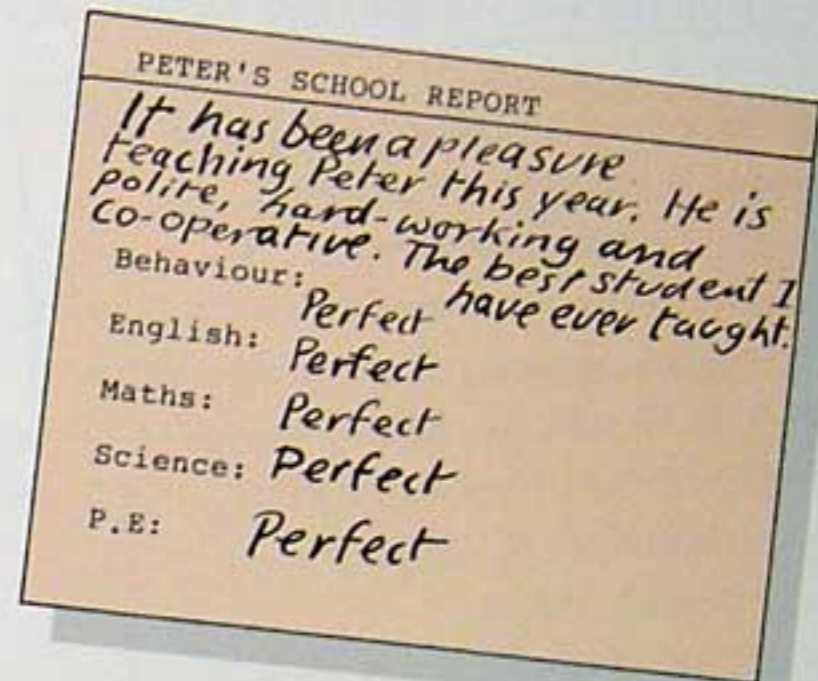 PETER'S SCHOOL REPORT
It has been a pleasure
teaching Peter this year. He is
polite, hard-working and
co-operative. The best student I
have ever taught.
Behaviour: Perfect
English: Perfect
Maths: Perfect
Science: Perfect
P.E: Perfect